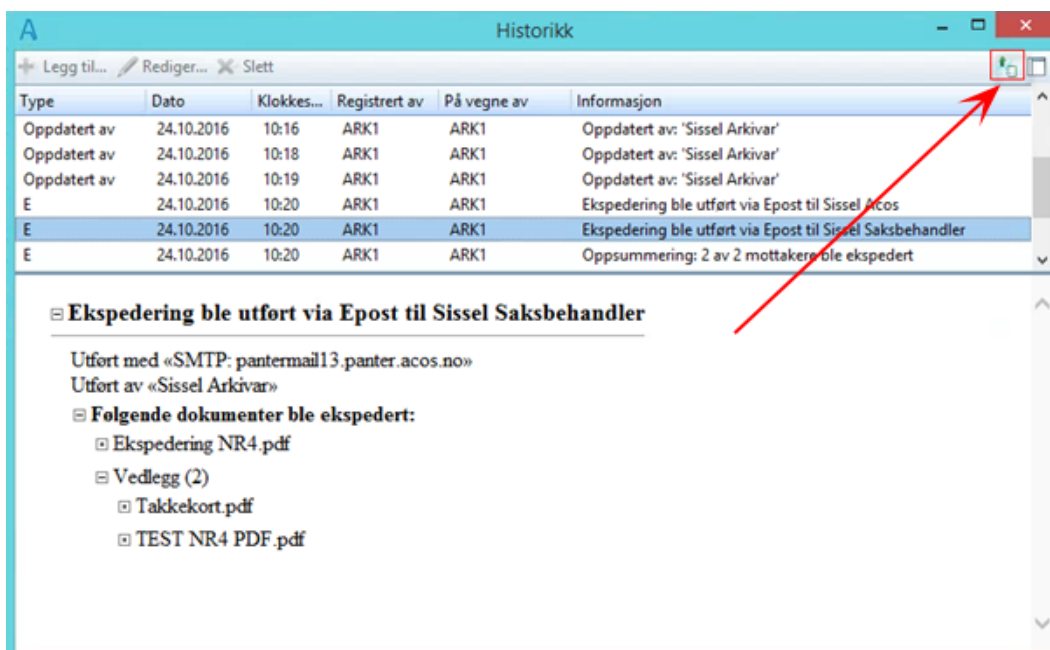 Historikk
Legg til... Rediger... Slett
Type Dato Klokkes... Registrert av På vegne av Informasjon
Oppdatert av 24.10.2016 10:16 ARK1 ARK1 Oppdatert av: 'Sissel Arkivar'
Oppdatert av 24.10.2016 10:18 ARK1 ARK1 Oppdatert av: 'Sissel Arkivar'
Oppdatert av 24.10.2016 10:19 ARK1 ARK1 Oppdatert av: 'Sissel Arkivar'
E 24.10.2016 10:20 ARK1 ARK1 Ekspedering ble utført via Epost til Sissel Acos
E 24.10.2016 10:20 ARK1 ARK1 Ekspedering ble utført via Epost til Sissel Saksbehandler
E 24.10.2016 10:20 ARK1 ARK1 Oppsummering: 2 av 2 mottakere ble ekspedert
Ekspedering ble utført via Epost til Sissel Saksbehandler
Utført med «SMTP: pantermail13.panter.acos.no»
Utført av «Sissel Arkivar»
Følgende dokumenter ble ekspedert:
Ekspedering NR4.pdf
Vedlegg (2)
Takkekort.pdf
TEST NR4 PDF.pdf